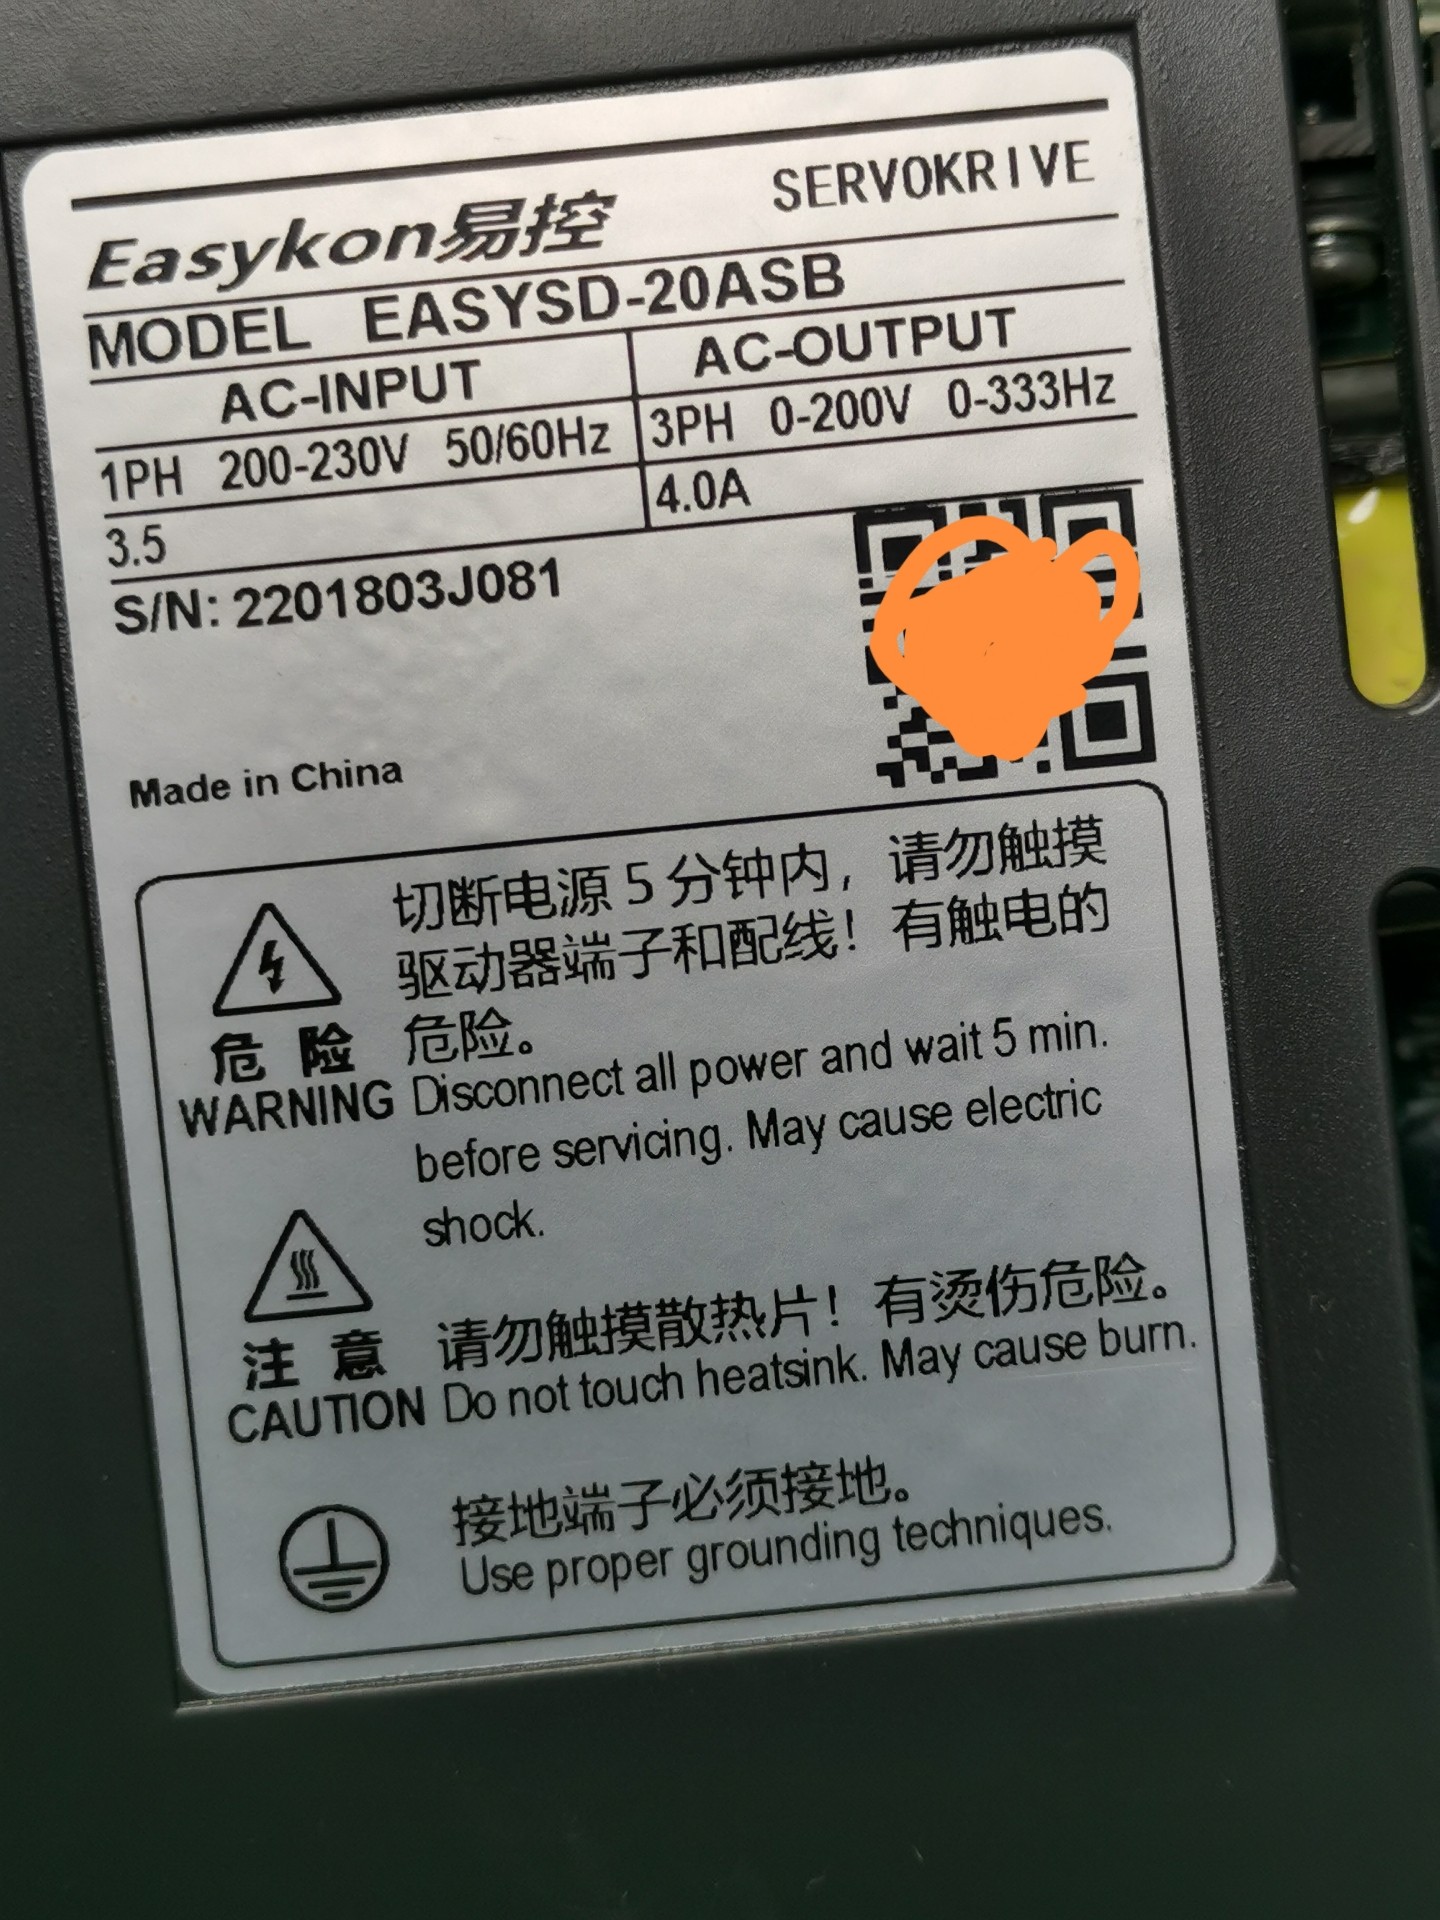 Easykon易控 SERVOKRIVE
MODEL EASYSD-20ASB
AC-INPUT AC-OUTPUT
1PH 200-230V 50/60Hz 3PH 0-200V 0-333Hz
3.5 4.0A
S/N: 2201803J081
Made in China
切断电源5分钟内，请勿触摸
驱动器端子和配线！有触电的
危险。
危 险
WARNING
Disconnect all power and wait 5 min.
before servicing. May cause electric
shock.
注 意
CAUTION
请勿触摸散热片！有烫伤危险。
Do not touch heatsink. May cause burn.
接地端子必须接地。
Use proper grounding techniques.